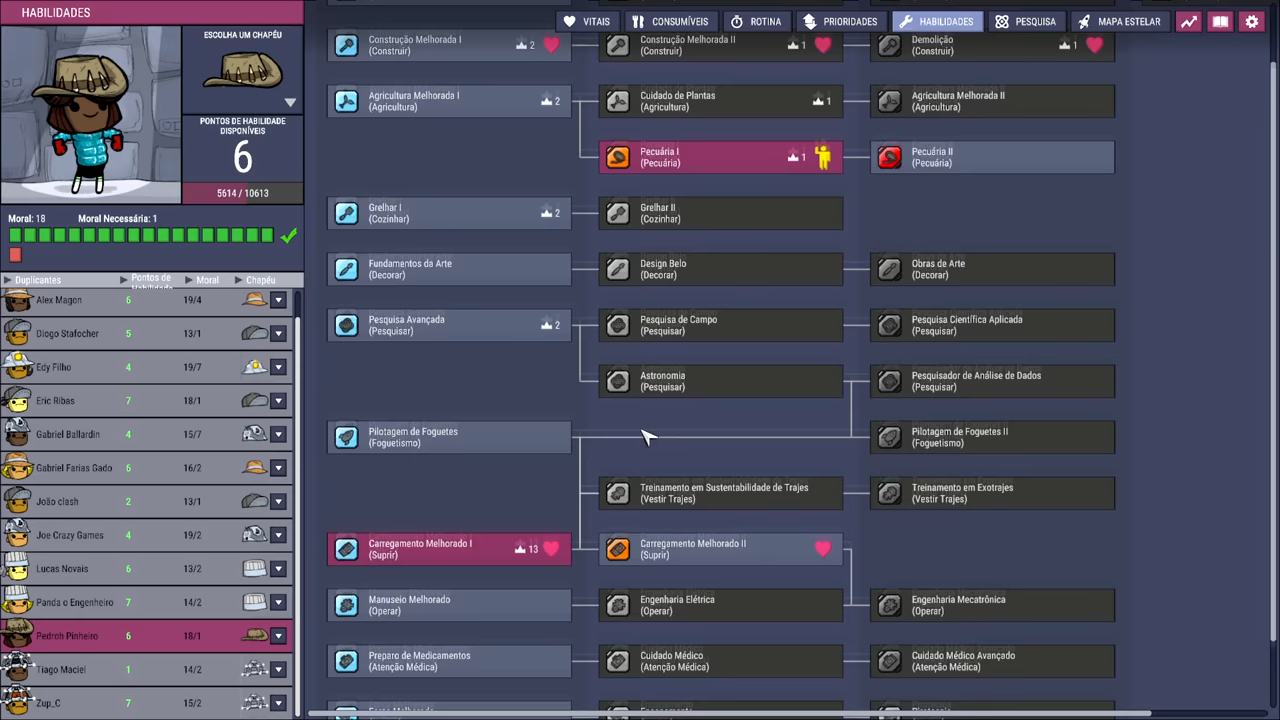 HABILIDADES
VITAIS
CONSUMÍVEIS
ROTINA
PRIORIDADES
HABILIDADES
PESQUISA
MAPA ESTELAR
ESCOLHA UM CHAPÉU
PONTOS DE HABILIDADE
DISPONÍVEIS
6
5614 / 10613
Moral: 18
Moral Necessária: 1
Duplicantes
Pontos de
Moral
Chapéu
Alex Magon
6
19/4
Diogo Stafocher
5
13/1
Edy Filho
4
19/7
Eric Ribas
7
18/1
Gabriel Ballardin
4
15/7
Gabriel Farias Gado
6
16/2
João clash
2
13/1
Joe Crazy Games
4
19/2
Lucas Novais
6
13/2
Panda o Engenheiro
7
14/2
Pedroh Pinheiro
6
18/1
Tiago Maciel
1
14/2
Zup_C
7
15/2
Construção Melhorada I
(Construir)
2
Construção Melhorada II
(Construir)
1
Demolição
(Construir)
1
Agricultura Melhorada I
(Agricultura)
2
Cuidado de Plantas
(Agricultura)
1
Agricultura Melhorada II
(Agricultura)
Pecuária I
(Pecuária)
1
Pecuária II
(Pecuária)
Grelhar I
(Cozinhar)
2
Grelhar II
(Cozinhar)
Fundamentos da Arte
(Decorar)
Design Belo
(Decorar)
Obras de Arte
(Decorar)
Pesquisa Avançada
(Pesquisar)
2
Pesquisa de Campo
(Pesquisar)
Pesquisa Científica Aplicada
(Pesquisar)
Astronomia
(Pesquisar)
Pesquisador de Análise de Dados
(Pesquisar)
Pilotagem de Foguetes
(Foguetismo)
Pilotagem de Foguetes II
(Foguetismo)
Treinamento em Sustentabilidade de Trajes
(Vestir Trajes)
Treinamento em Exotrajes
(Vestir Trajes)
Carregamento Melhorado I
(Suprir)
13
Carregamento Melhorado II
(Suprir)
Manuseio Melhorado
(Operar)
Engenharia Elétrica
(Operar)
Engenharia Mecatrônica
(Operar)
Preparo de Medicamentos
(Atenção Médica)
Cuidado Médico
(Atenção Médica)
Cuidado Médico Avançado
(Atenção Médica)